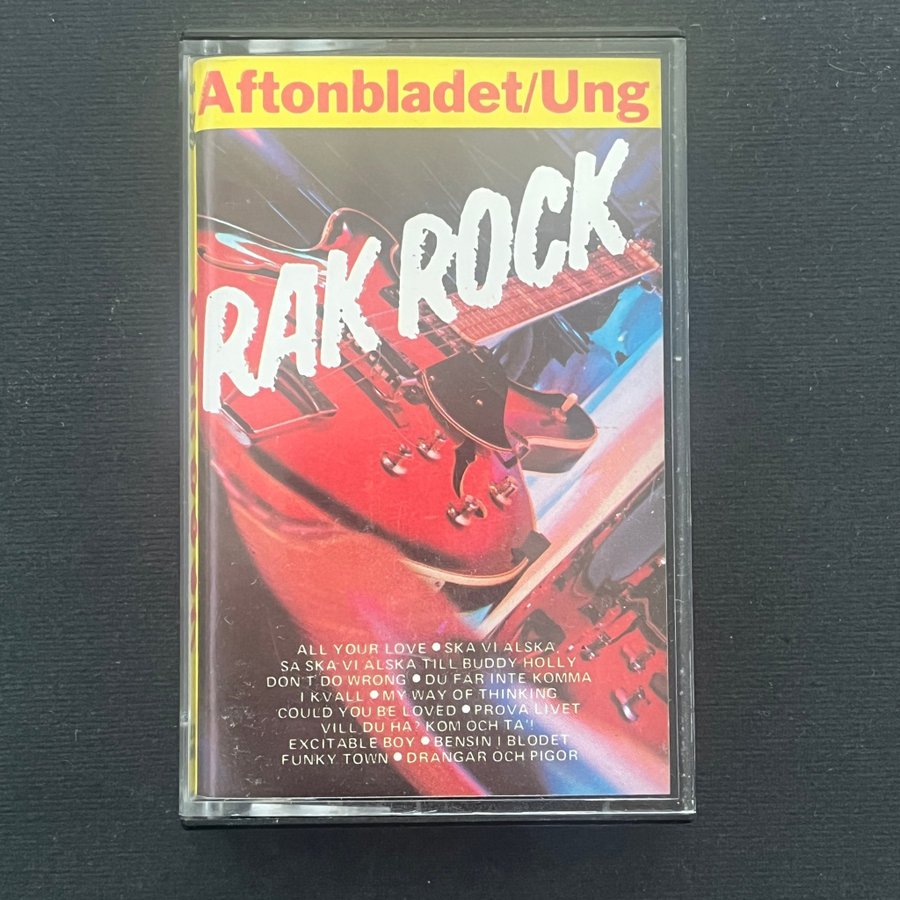 Aftonbladet/Ung
RAK ROCK
ALL YOUR LOVE • SKA VI ALSKA,
SA SKA VI ALSKA TILL BUDDY HOLLY
DON'T DO WRONG • DU FÅR INTE KOMMA
I KVALL • MY WAY OF THINKING
COULD YOU BE LOVED • PROVA LIVET
VILL DU HA? KOM OCH TA'!
EXCITABLE BOY • BENSIN I BLODET
FUNKY TOWN • DRANGAR OCH PIGOR